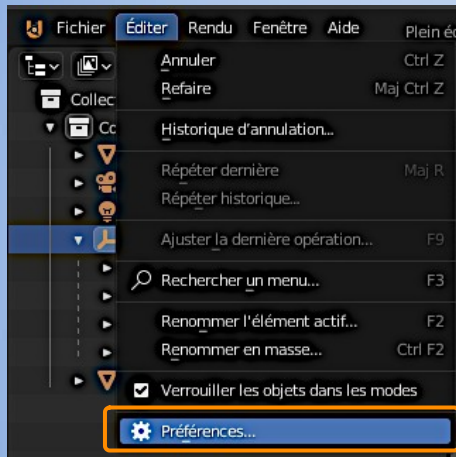 Fichier Éditer Rendu Fenêtre Aide Plein éc
Annuler Ctrl Z
Refaire Maj Ctrl Z
Collec
Co
Historique d'annulation...
Répéter dernière Maj R
Répéter historique...
Ajuster la dernière opération... F9
Rechercher un menu... F3
Renommer l'élément actif... F2
Renommer en masse... Ctrl F2
Verrouiller les objets dans les modes
Préférences...